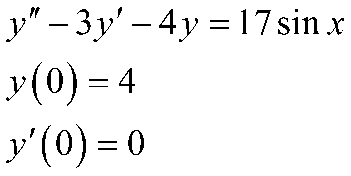 y″ − 3y′ − 4y = 17 sin x
y(0) = 4
y′(0) = 0